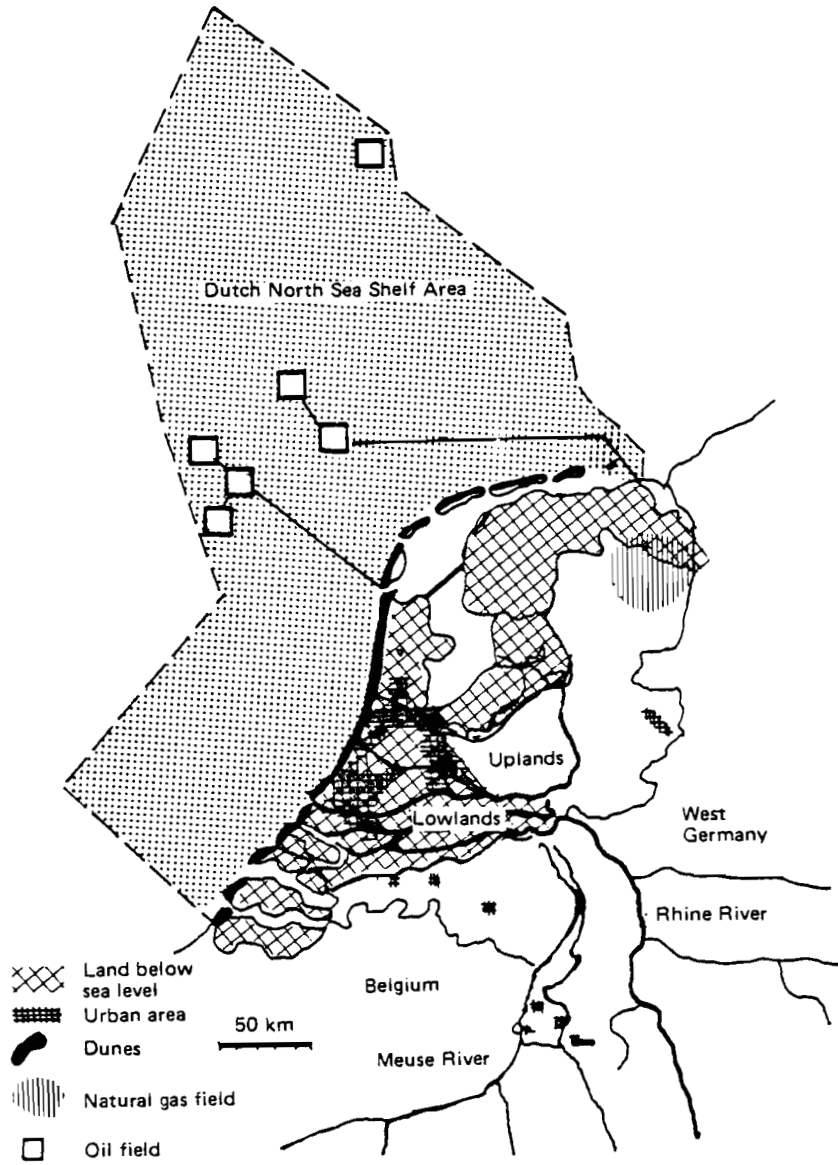 Dutch North Sea Shelf Area
Uplands
Lowlands
West
Germany
Rhine River
Belgium
Meuse River
Land below
sea level
Urban area
50 km
Dunes
Natural gas field
Oil field